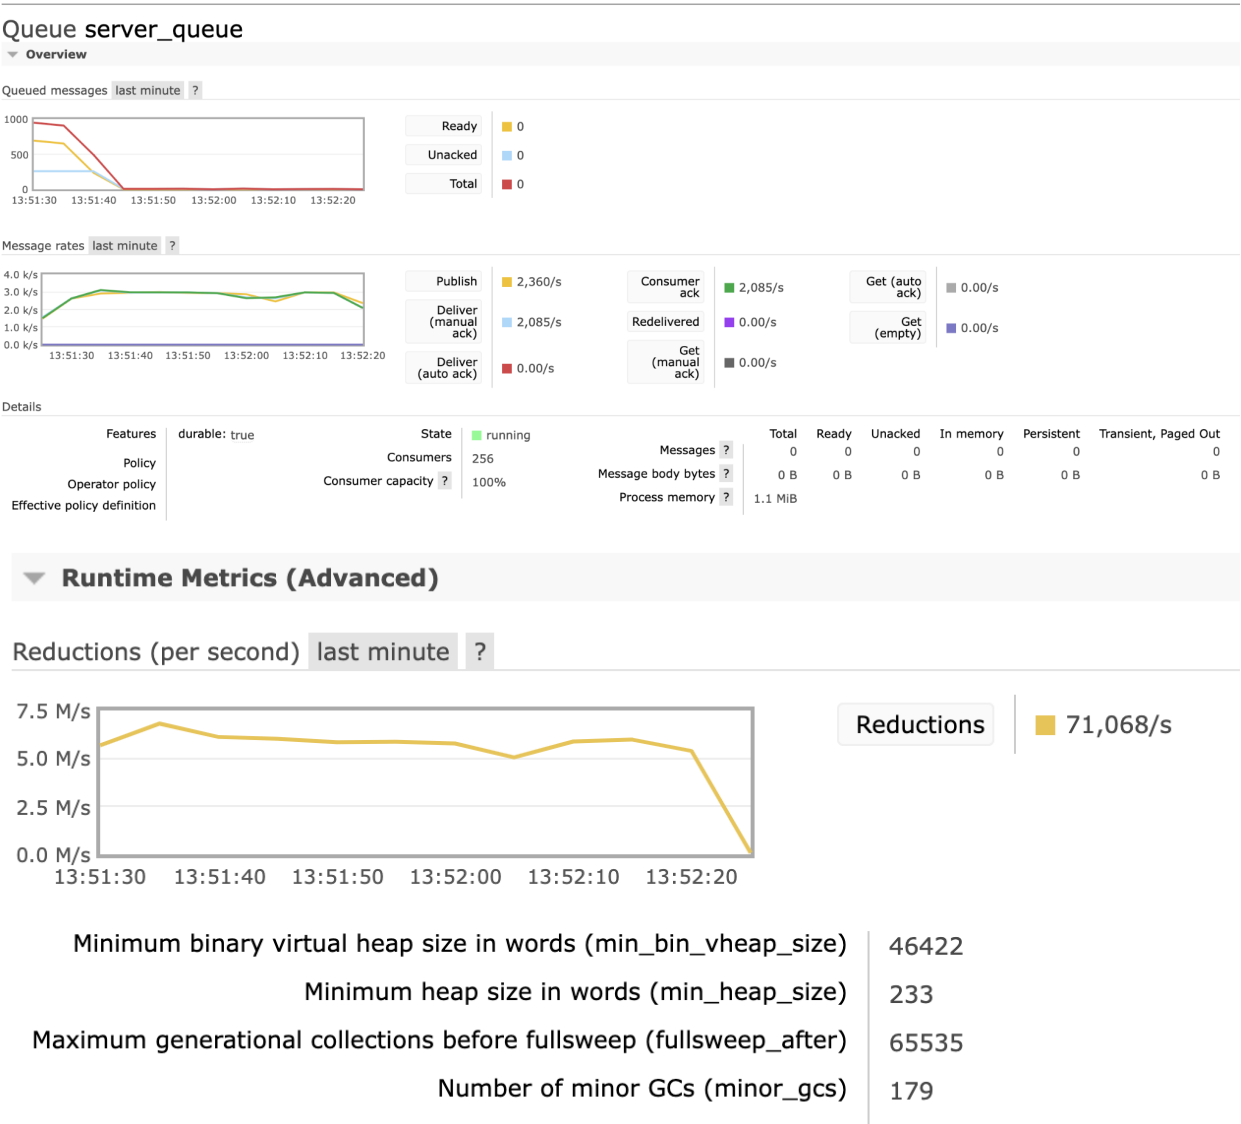 Queue server_queue
Overview
Queued messages last minute ?
1000
500
0
13:51:30 13:51:40 13:51:50 13:52:00 13:52:10 13:52:20
Ready 0
Unacked 0
Total 0
Message rates last minute ?
4.0 k/s
3.0 k/s
2.0 k/s
1.0 k/s
0.0 k/s
13:51:30 13:51:40 13:51:50 13:52:00 13:52:10 13:52:20
Publish 2,360/s
Deliver
(manual 2,085/s
ack)
Deliver
(auto ack) 0.00/s
Consumer
ack 2,085/s
Redelivered 0.00/s
Get
(manual 0.00/s
ack)
Get (auto
ack) 0.00/s
Get
(empty) 0.00/s
Details
Features durable: true
Policy
Operator policy
Effective policy definition
State running
Consumers 256
Consumer capacity ? 100%
Total Ready Unacked In memory Persistent Transient, Paged Out
Messages ? 0 0 0 0 0 0
Message body bytes ? 0 B 0 B 0 B 0 B 0 B 0 B
Process memory ? 1.1 MiB
Runtime Metrics (Advanced)
Reductions (per second) last minute ?
7.5 M/s
5.0 M/s
2.5 M/s
0.0 M/s
13:51:30 13:51:40 13:51:50 13:52:00 13:52:10 13:52:20
Reductions 71,068/s
Minimum binary virtual heap size in words (min_bin_vheap_size) 46422
Minimum heap size in words (min_heap_size) 233
Maximum generational collections before fullsweep (fullsweep_after) 65535
Number of minor GCs (minor_gcs) 179